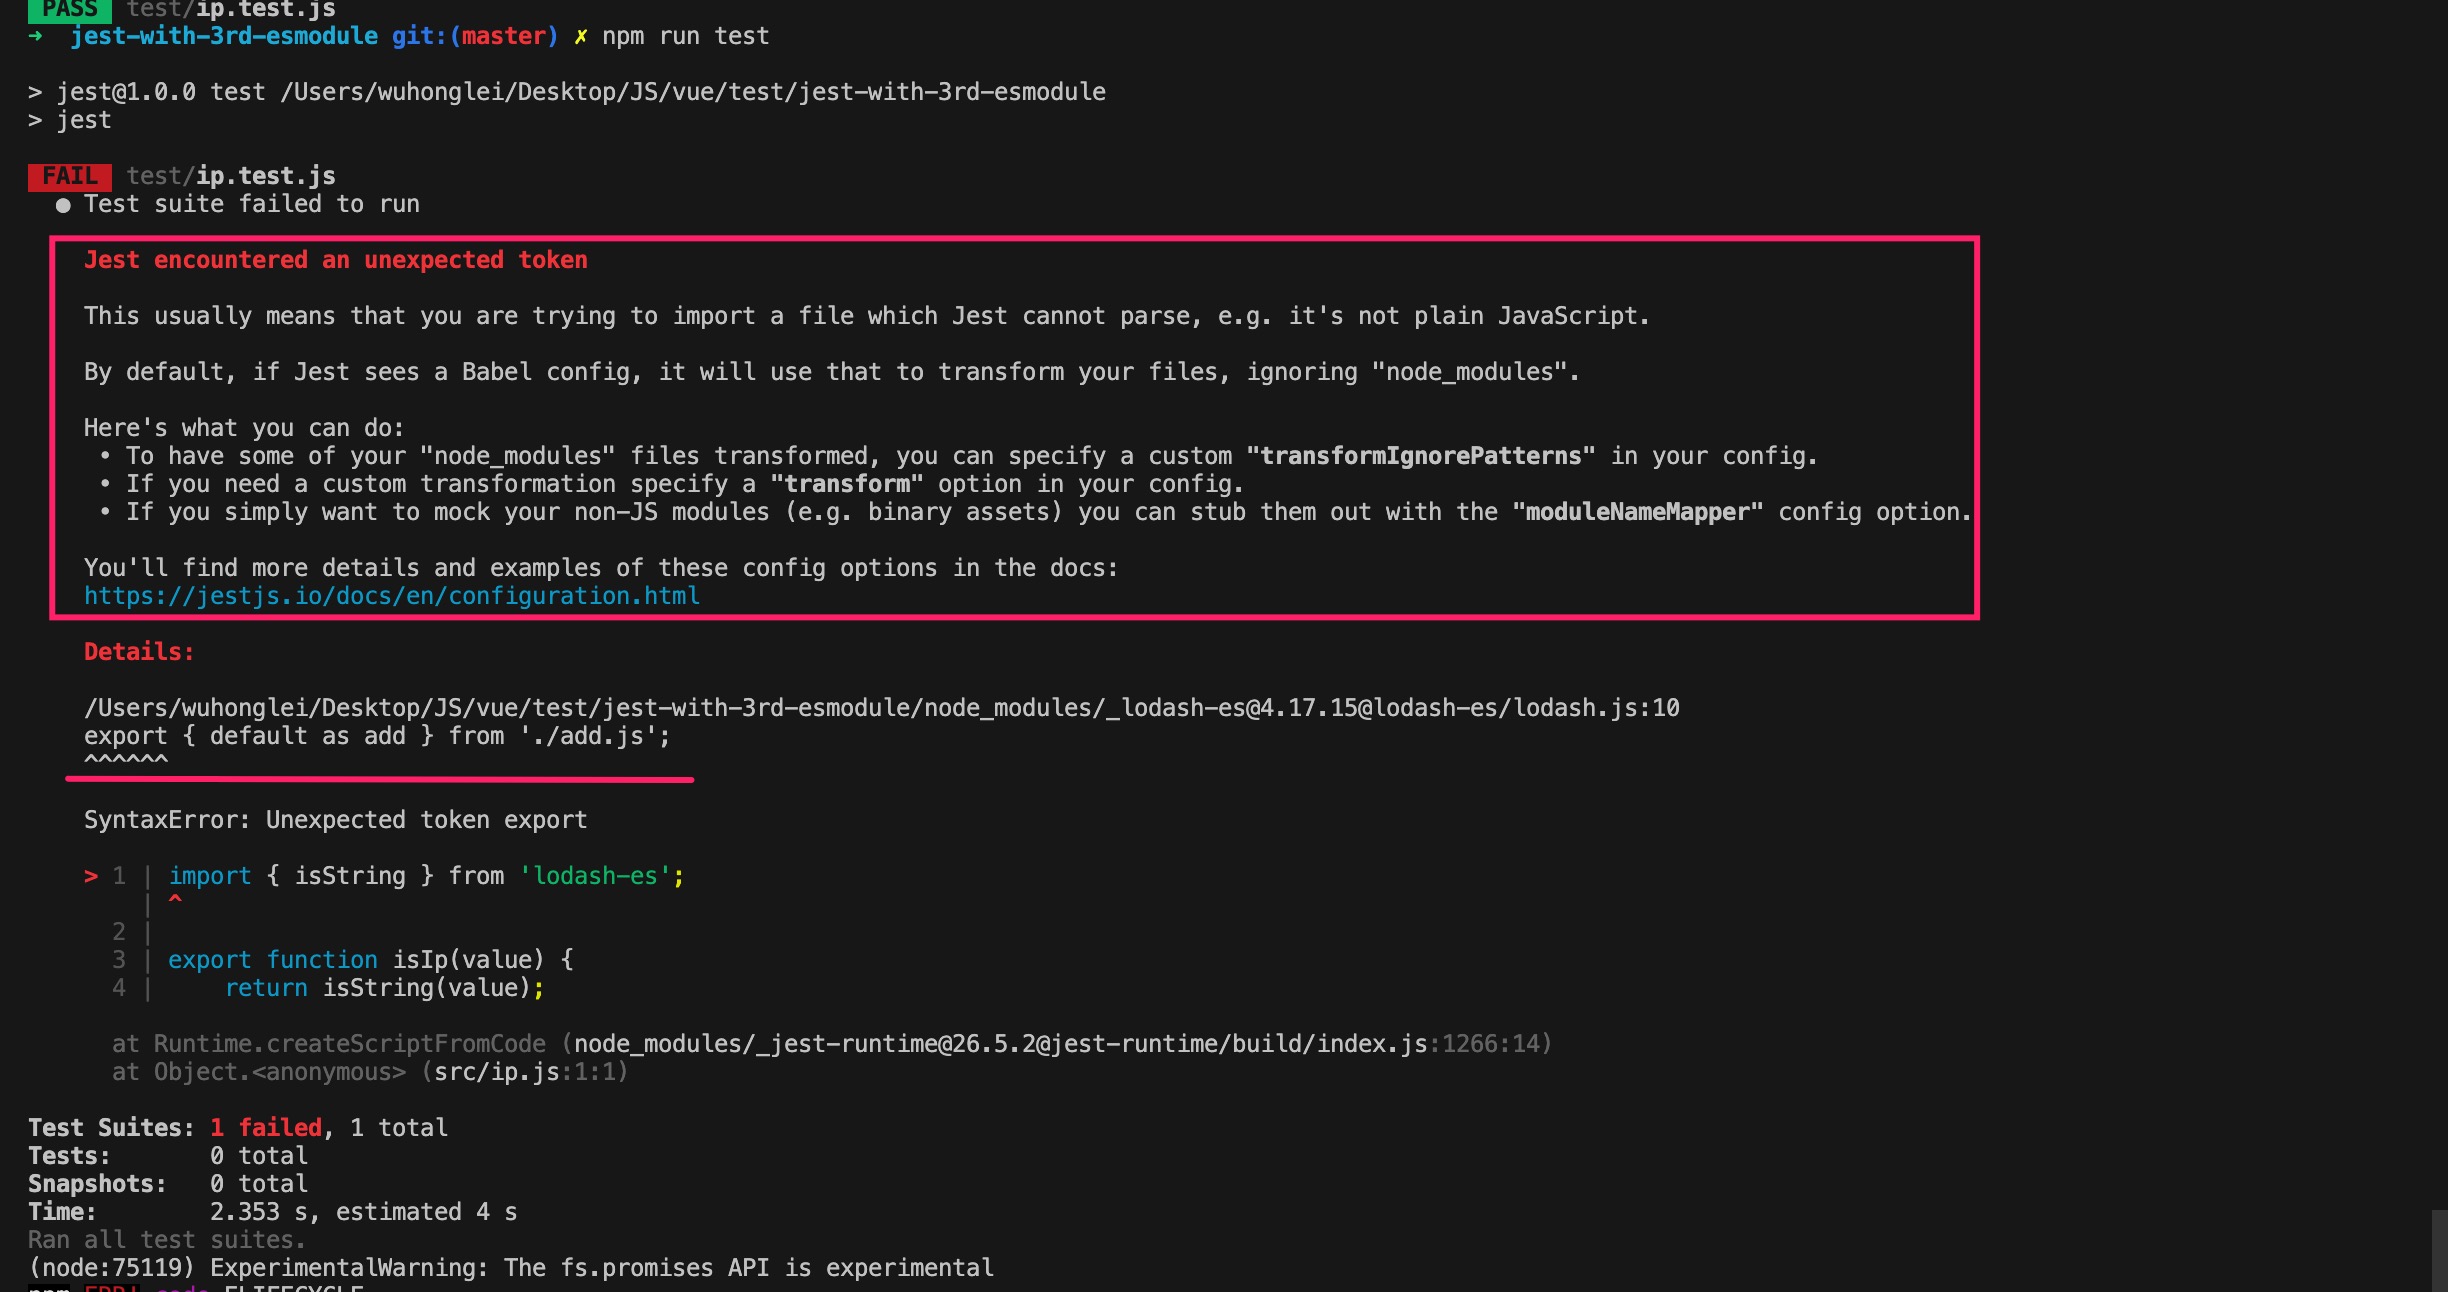 PASS test/ip.test.js
➜ jest-with-3rd-esmodule git:(master) ✗ npm run test
> jest@1.0.0 test /Users/wuhonglei/Desktop/JS/vue/test/jest-with-3rd-esmodule
> jest
FAIL test/ip.test.js
● Test suite failed to run
Jest encountered an unexpected token
This usually means that you are trying to import a file which Jest cannot parse, e.g. it's not plain JavaScript.
By default, if Jest sees a Babel config, it will use that to transform your files, ignoring "node_modules".
Here's what you can do:
• To have some of your "node_modules" files transformed, you can specify a custom "transformIgnorePatterns" in your config.
• If you need a custom transformation specify a "transform" option in your config.
• If you simply want to mock your non-JS modules (e.g. binary assets) you can stub them out with the "moduleNameMapper" config option.
You'll find more details and examples of these config options in the docs:
https://jestjs.io/docs/en/configuration.html
Details:
/Users/wuhonglei/Desktop/JS/vue/test/jest-with-3rd-esmodule/node_modules/_lodash-es@4.17.15@lodash-es/lodash.js:10
export { default as add } from './add.js';
^^^^^^
SyntaxError: Unexpected token export
> 1 | import { isString } from 'lodash-es';
| ^
2 |
3 | export function isIp(value) {
4 | return isString(value);
at Runtime.createScriptFromCode (node_modules/_jest-runtime@26.5.2@jest-runtime/build/index.js:1266:14)
at Object.<anonymous> (src/ip.js:1:1)
Test Suites: 1 failed, 1 total
Tests: 0 total
Snapshots: 0 total
Time: 2.353 s, estimated 4 s
Ran all test suites.
(node:75119) ExperimentalWarning: The fs.promises API is experimental
npm ERR! code ELIFECYCLE